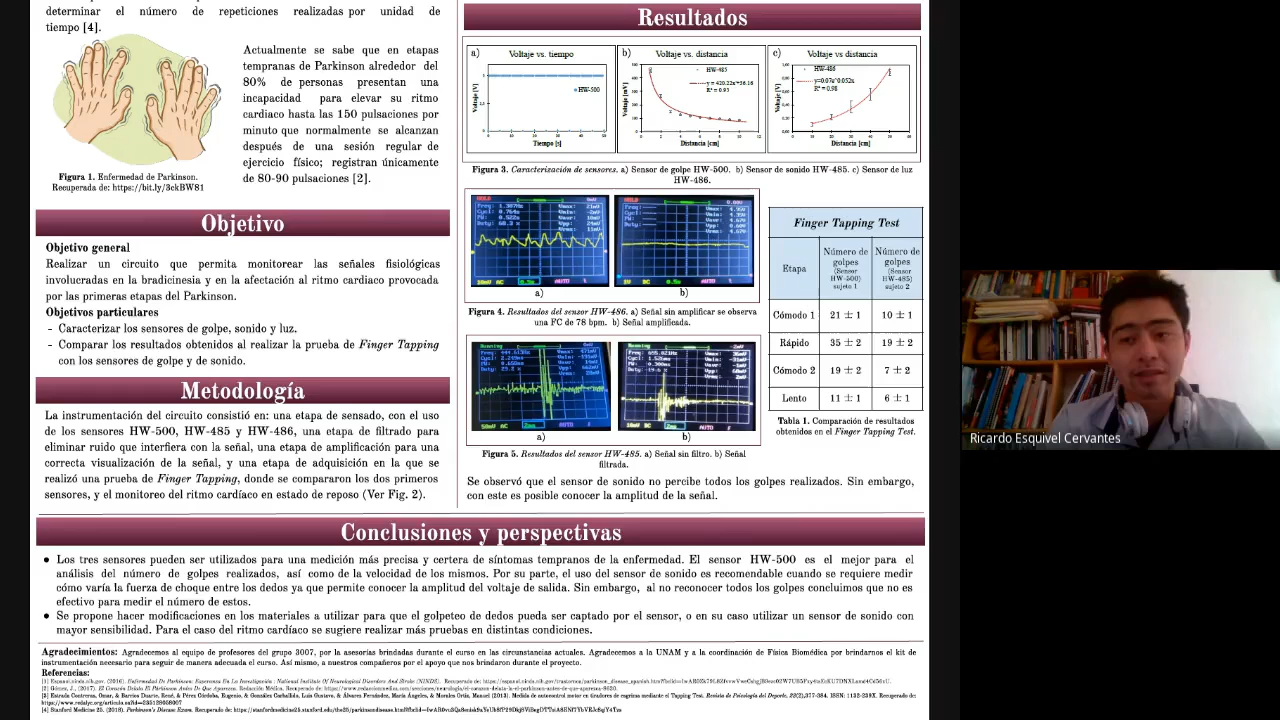 determinar el número de repeticiones realizadas por unidad de
tiempo [4].
Actualmente se sabe que en etapas
tempranas de Parkinson alrededor del
80% de personas presentan una
incapacidad para elevar su ritmo
cardiaco hasta las 150 pulsaciones por
minuto que normalmente se alcanzan
después de una sesión regular de
ejercicio físico; registran únicamente
de 80-90 pulsaciones [2].
Figura 1. Enfermedad de Parkinson.
Recuperada de: https://bit.ly/3ckBW81
Objetivo
Objetivo general
Realizar un circuito que permita monitorear las señales fisiológicas
involucradas en la bradicinesia y en la afectación al ritmo cardiaco provocada
por las primeras etapas del Parkinson.
Objetivos particulares
- Caracterizar los sensores de golpe, sonido y luz.
- Comparar los resultados obtenidos al realizar la prueba de Finger Tapping
con los sensores de golpe y de sonido.
Metodología
La instrumentación del circuito consistió en: una etapa de sensado, con el uso
de los sensores HW-500, HW-485 y HW-486, una etapa de filtrado para
eliminar ruido que interfiera con la señal, una etapa de amplificación para una
correcta visualización de la señal, y una etapa de adquisición en la que se
realizó una prueba de Finger Tapping, donde se compararon los dos primeros
sensores, y el monitoreo del ritmo cardíaco en estado de reposo (Ver Fig. 2).
Resultados
a) Voltaje vs. tiempo
Voltaje [V]
HW-500
Tiempo [s]
b) Voltaje vs. distancia
Voltaje [mV]
HW-485
R² = 0.93
Distancia [cm]
c) Voltaje vs distancia
Voltaje [V]
HW-486
R² = 0.98
Distancia [cm]
Figura 3. Caracterización de sensores. a) Sensor de golpe HW-500. b) Sensor de sonido HW-485. c) Sensor de luz
HW-486.
a) b)
Figura 4. Resultados del sensor HW-486. a) Señal sin amplificar se observa
una FC de 78 bpm. b) Señal amplificada.
a) b)
Figura 5. Resultados del sensor HW-485. a) Señal sin filtro. b) Señal
filtrada.
Finger Tapping Test
Etapa
Número de golpes (Sensor HW-500) sujeto 1
Número de golpes (Sensor HW-485) sujeto 2
Cómodo 1 21 ± 1 10 ± 1
Rápido 35 ± 2 19 ± 2
Cómodo 2 19 ± 2 7 ± 2
Lento 11 ± 1 6 ± 1
Tabla 1. Comparación de resultados
obtenidos en el Finger Tapping Test.
Se observó que el sensor de sonido no percibe todos los golpes realizados. Sin embargo,
con este es posible conocer la amplitud de la señal.
Conclusiones y perspectivas
● Los tres sensores pueden ser utilizados para una medición más precisa y certera de síntomas tempranos de la enfermedad. El sensor HW-500 es el mejor para el
análisis del número de golpes realizados, así como de la velocidad de los mismos. Por su parte, el uso del sensor de sonido es recomendable cuando se requiere medir
cómo varía la fuerza de choque entre los dedos ya que permite conocer la amplitud del voltaje de salida. Sin embargo, al no reconocer todos los golpes concluimos que no es
efectivo para medir el número de estos.
● Se propone hacer modificaciones en los materiales a utilizar para que el golpeteo de dedos pueda ser captado por el sensor, o en su caso utilizar un sensor de sonido con
mayor sensibilidad. Para el caso del ritmo cardíaco se sugiere realizar más pruebas en distintas condiciones.
Agradecimientos: Agradecemos al equipo de profesores del grupo 3007, por la asesorías brindadas durante el curso en las circunstancias actuales. Agradecemos a la UNAM y a la coordinación de Física Biomédica por brindarnos el kit de
instrumentación necesario para seguir de manera adecuada el curso. Así mismo, a nuestros compañeros por el apoyo que nos brindaron durante el proyecto.
Referencias:
Ricardo Esquivel Cervantes